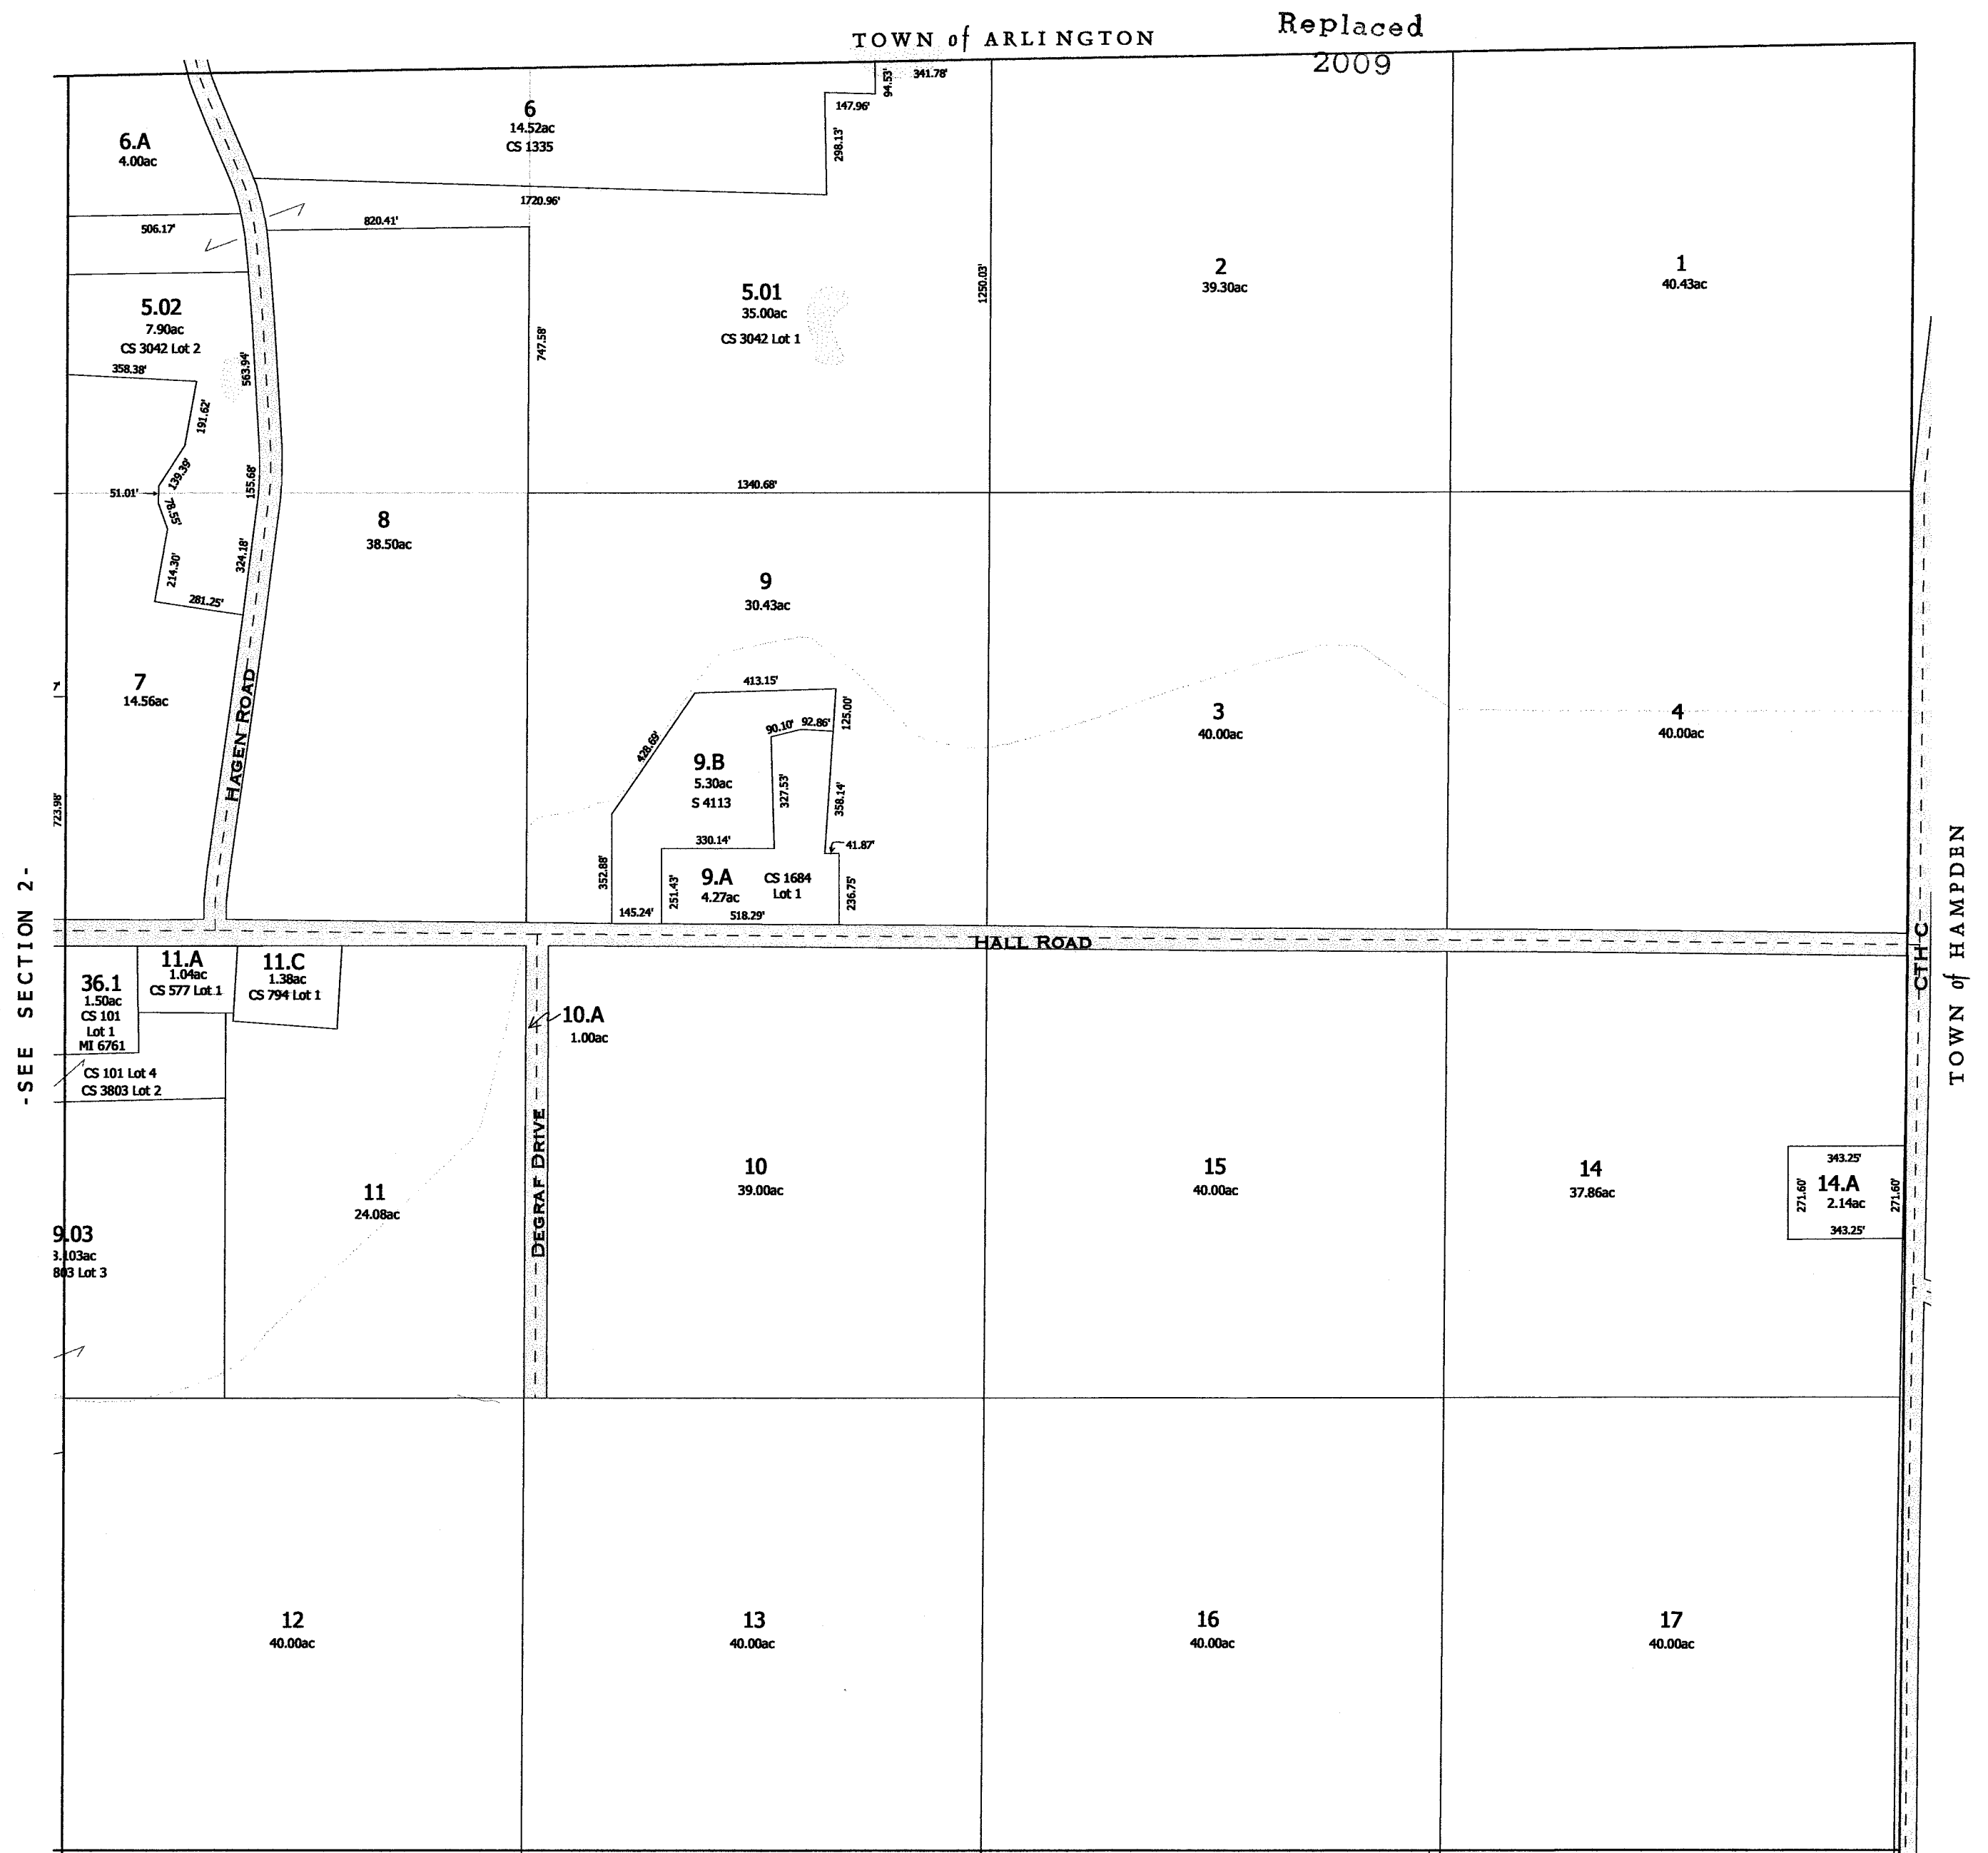 TOWN of ARLINGTON
Replaced
2009
341.78'
94.53'
147.96'
298.13'
6
14.52ac
CS 1335
6.A
4.00ac
1720.96'
820.41'
506.17'
2
39.30ac
1
40.43ac
1250.03'
5.01
35.00ac
CS 3042 Lot 1
5.02
7.90ac
CS 3042 Lot 2
747.58'
563.94'
358.38'
191.62'
139.39'
155.68'
51.01'
1340.68'
78.55'
8
38.50ac
324.18'
214.30'
281.25'
9
30.43ac
7
14.56ac
7'
HAGEN ROAD
413.15'
125.00'
90.10'
92.86'
428.69'
3
40.00ac
4
40.00ac
9.B
5.30ac
S 4113
327.53'
358.14'
723.98'
330.14'
41.87'
352.88'
9.A
4.27ac
CS 1684
Lot 1
251.43'
236.75'
145.24'
518.29'
-SEE SECTION 2-
TOWN of HAMPDEN
HALL ROAD
CTH C
11.A
1.04ac
CS 577 Lot 1
11.C
1.38ac
CS 794 Lot 1
36.1
1.50ac
CS 101
Lot 1
MI 6761
10.A
1.00ac
CS 101 Lot 4
CS 3803 Lot 2
DEGRAF DRIVE
10
39.00ac
15
40.00ac
14
37.86ac
343.25'
271.60'
14.A
2.14ac
271.60'
343.25'
11
24.08ac
9.03
3.103ac
803 Lot 3
12
40.00ac
13
40.00ac
16
40.00ac
17
40.00ac